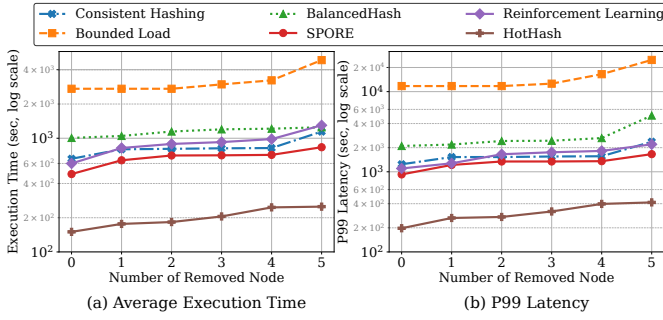 Consistent Hashing
BalancedHash
Reinforcement Learning
Bounded Load
SPORE
HotHash
Execution Time (sec, log scale)
4 × 10³
2 × 10³
10³
6 × 10²
4 × 10²
2 × 10²
10²
0 1 2 3 4 5
Number of Removed Node
(a) Average Execution Time
P99 Latency (sec, log scale)
2 × 10⁴
10⁴
6 × 10³
4 × 10³
2 × 10³
10³
6 × 10²
4 × 10²
2 × 10²
10²
0 1 2 3 4 5
Number of Removed Node
(b) P99 Latency